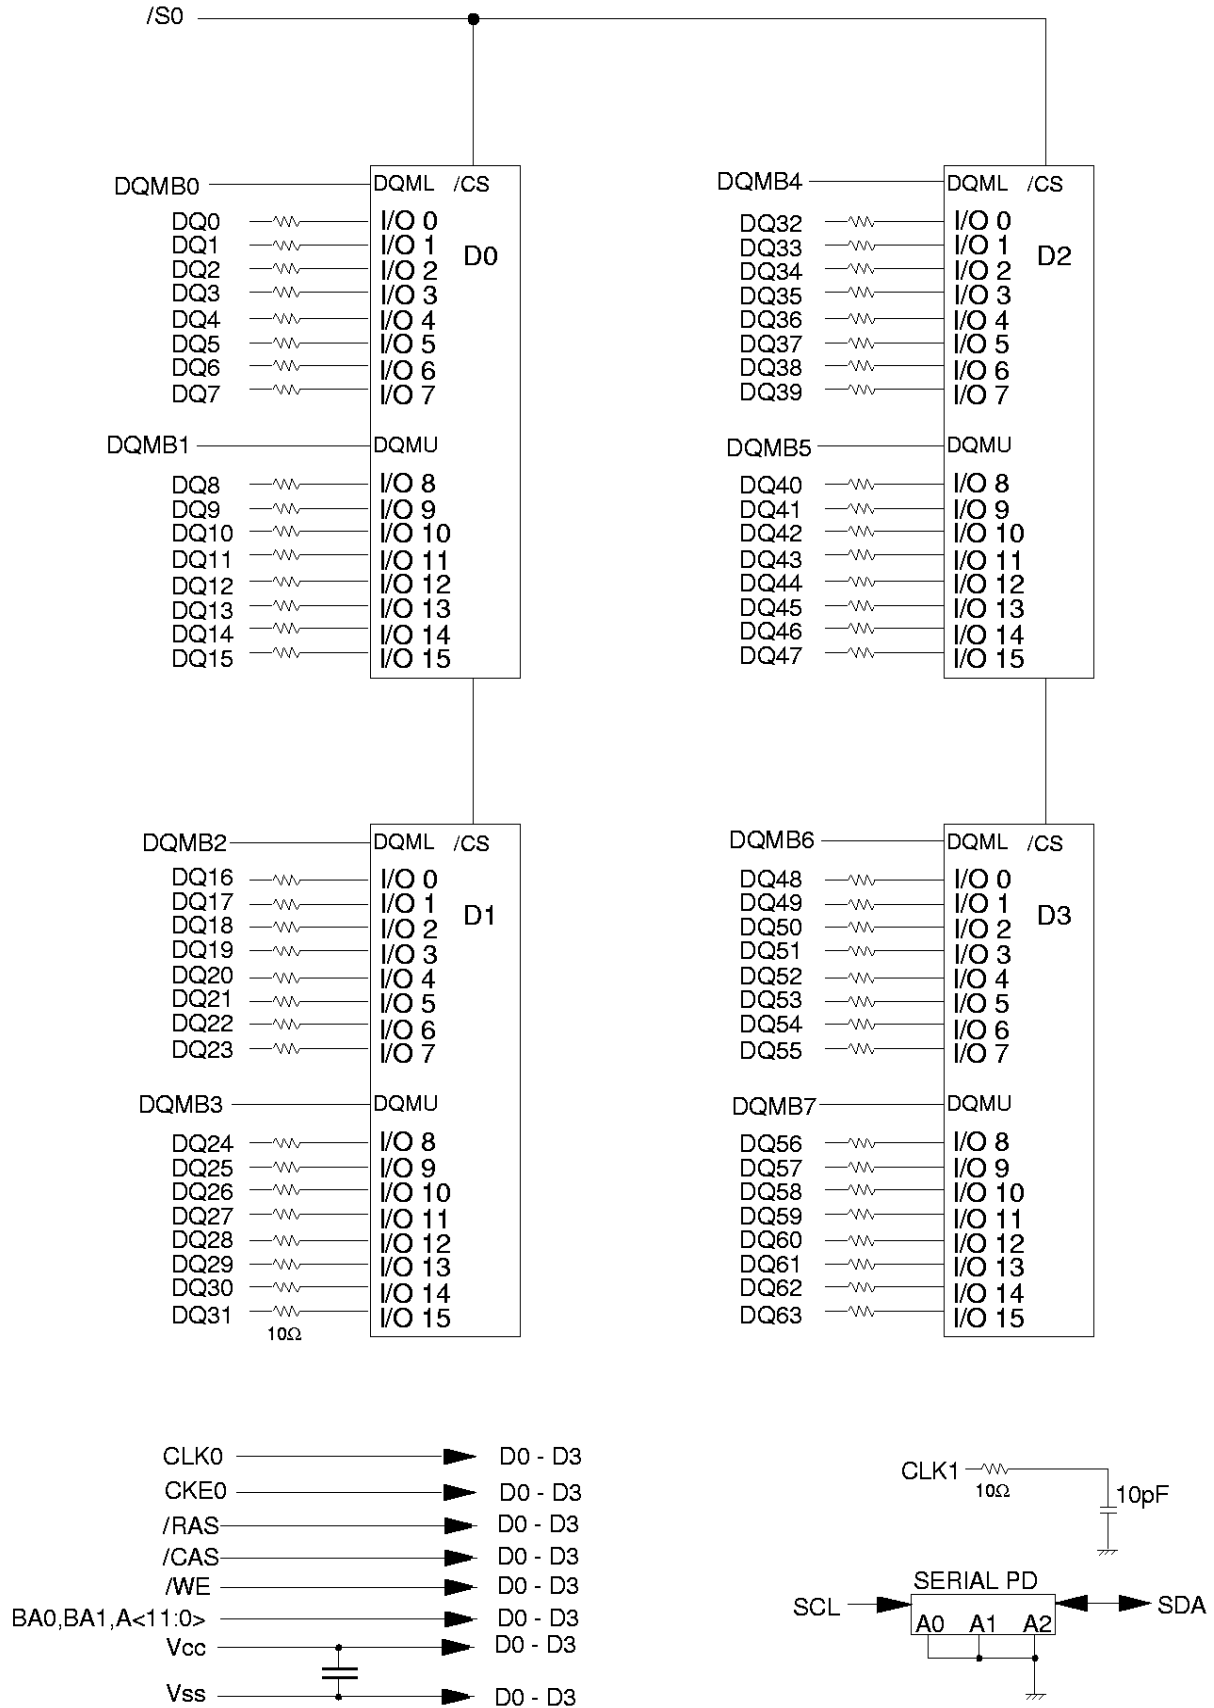 /S0
DQMB0 DQML /CS
DQ0 I/O 0
DQ1 I/O 1
D0
DQ2 I/O 2
DQ3 I/O 3
DQ4 I/O 4
DQ5 I/O 5
DQ6 I/O 6
DQ7 I/O 7
DQMB1 DQMU
DQ8 I/O 8
DQ9 I/O 9
DQ10 I/O 10
DQ11 I/O 11
DQ12 I/O 12
DQ13 I/O 13
DQ14 I/O 14
DQ15 I/O 15
DQMB4 DQML /CS
DQ32 I/O 0
DQ33 I/O 1
D2
DQ34 I/O 2
DQ35 I/O 3
DQ36 I/O 4
DQ37 I/O 5
DQ38 I/O 6
DQ39 I/O 7
DQMB5 DQMU
DQ40 I/O 8
DQ41 I/O 9
DQ42 I/O 10
DQ43 I/O 11
DQ44 I/O 12
DQ45 I/O 13
DQ46 I/O 14
DQ47 I/O 15
DQMB2 DQML /CS
DQ16 I/O 0
DQ17 I/O 1
D1
DQ18 I/O 2
DQ19 I/O 3
DQ20 I/O 4
DQ21 I/O 5
DQ22 I/O 6
DQ23 I/O 7
DQMB3 DQMU
DQ24 I/O 8
DQ25 I/O 9
DQ26 I/O 10
DQ27 I/O 11
DQ28 I/O 12
DQ29 I/O 13
DQ30 I/O 14
DQ31 I/O 15
10Ω
DQMB6 DQML /CS
DQ48 I/O 0
DQ49 I/O 1
D3
DQ50 I/O 2
DQ51 I/O 3
DQ52 I/O 4
DQ53 I/O 5
DQ54 I/O 6
DQ55 I/O 7
DQMB7 DQMU
DQ56 I/O 8
DQ57 I/O 9
DQ58 I/O 10
DQ59 I/O 11
DQ60 I/O 12
DQ61 I/O 13
DQ62 I/O 14
DQ63 I/O 15
CLK0 D0 - D3
CKE0 D0 - D3
/RAS D0 - D3
/CAS D0 - D3
/WE D0 - D3
BA0,BA1,A<11:0> D0 - D3
Vcc D0 - D3
Vss D0 - D3
CLK1
10Ω
10pF
SERIAL PD
SCL SDA
A0 A1 A2